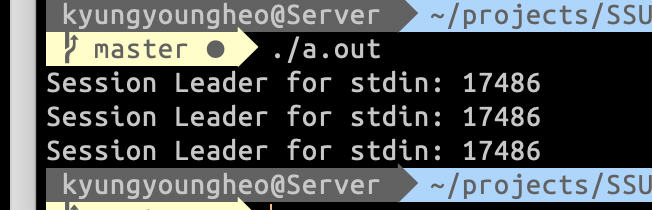 kyungyoungheo@Server ~/projects/SSU
master ● ./a.out
Session Leader for stdin: 17486
Session Leader for stdin: 17486
Session Leader for stdin: 17486
kyungyoungheo@Server ~/projects/SSU